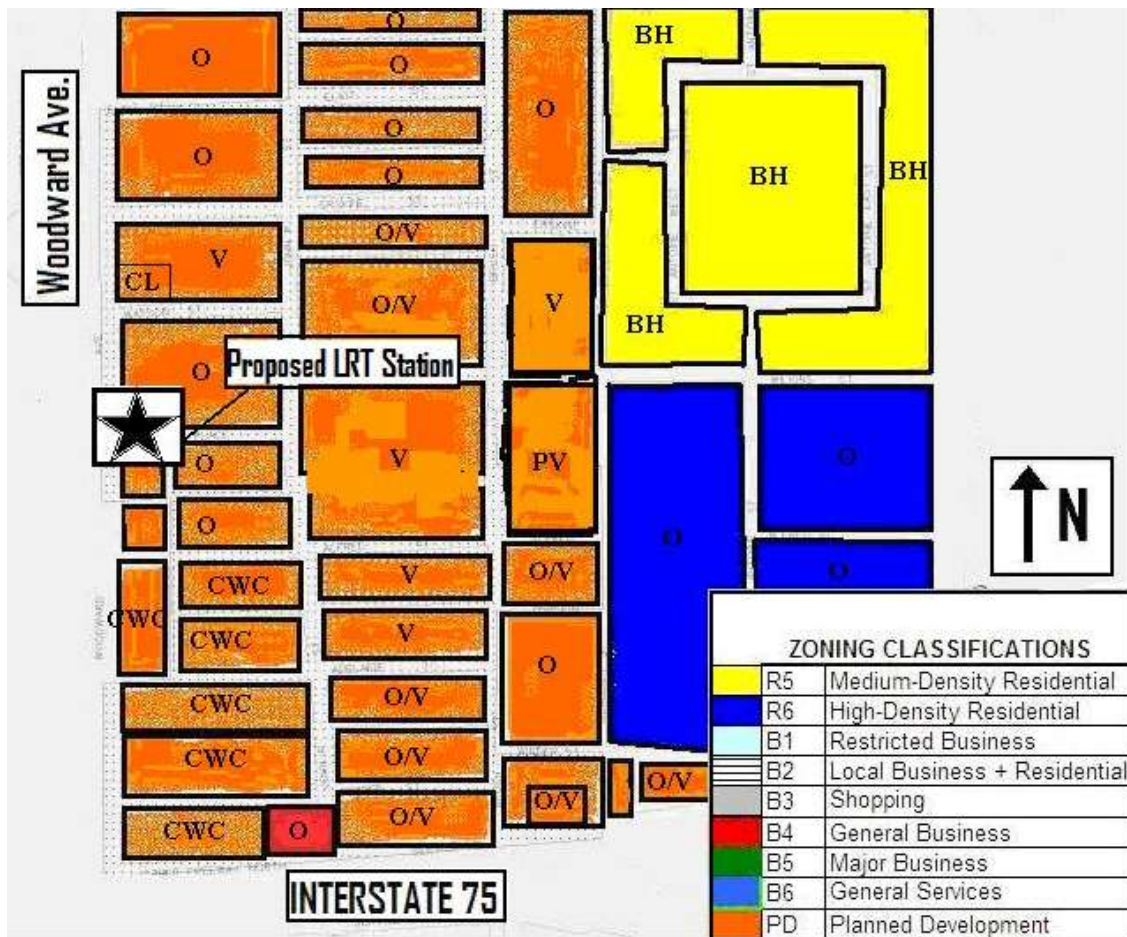 O
O
BH
O
O
O
Woodward Ave.
O
O
BH
BH
O
O/V
V
CL
O/V
V
BH
O
Proposed LRT Station
V
PV
O
O
N
O
O
O
O
O/V
CWC
V
CWC
CWC
V
O
CWC
O/V
CWC
O/V
O/V
O/V
CWC
O
O/V
INTERSTATE 75
ZONING CLASSIFICATIONS
R5 Medium-Density Residential
R6 High-Density Residential
B1 Restricted Business
B2 Local Business + Residential
B3 Shopping
B4 General Business
B5 Major Business
B6 General Services
PD Planned Development